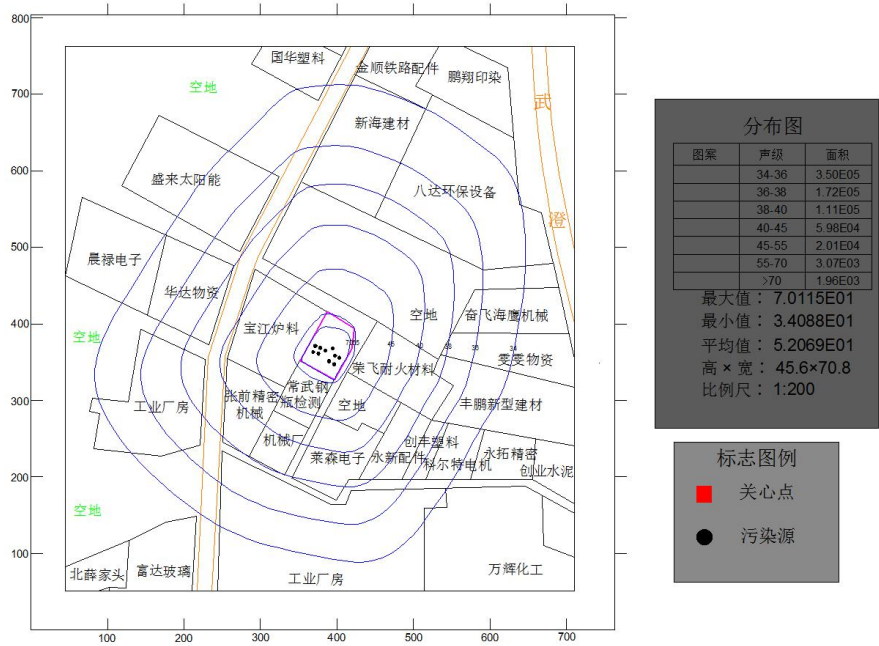 800
700
600
500
400
300
200
100
100
200
300
400
500
600
700
国华塑料
金顺铁路配件
鹏翔印染
空地
武
新海建材
盛来太阳能
八达环保设备
澄
晨禄电子
华达物资
空地
宝江炉料
空地
奋飞海鹰机械
45
40
38
36
34
荣飞耐火材料
雯雯物资
张前精密
机械
常武钢
瓶检测
空地
丰鹏新型建材
工业厂房
机械
莱森电子
永新配件
创丰塑料
科尔特电机
永拓精密
创业水泥
空地
北薛家头
富达玻璃
工业厂房
万辉化工
分布图
图案 声级 面积
34-36 3.50E05
36-38 1.72E05
38-40 1.11E05
40-45 5.98E04
45-55 2.01E04
55-70 3.07E03
>70 1.96E03
最大值： 7.0115E01
最小值： 3.4088E01
平均值： 5.2069E01
高 × 宽： 45.6×70.8
比例尺： 1:200
标志图例
关心点
污染源